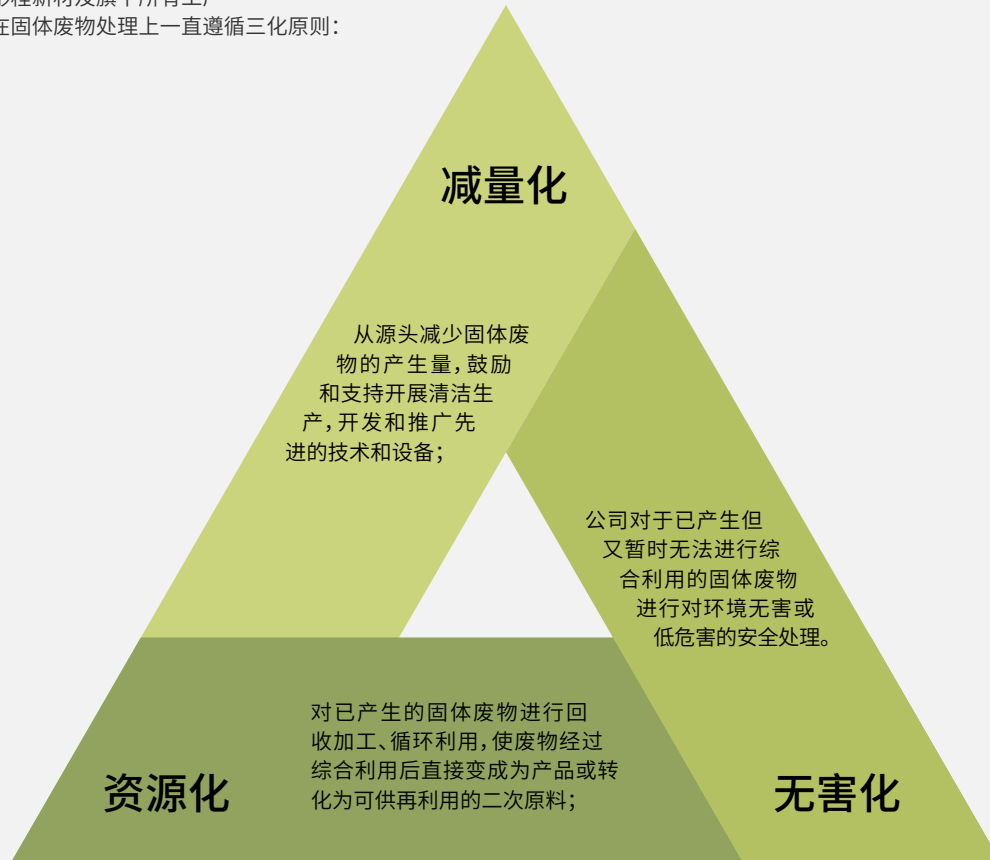 在固体废物处理上一直遵循三化原则：
减量化
从源头减少固体废
物的产生量，鼓励
和支持开展清洁生
产，开发和推广先
进的技术和设备；
公司对于已产生但
又暂时无法进行综
合利用的固体废物
进行对环境无害或
低危害的安全处理。
无害化
对已产生的固体废物进行回
收加工、循环利用，使废物经过
综合利用后直接变成为产品或转
化为可供再利用的二次原料；
资源化